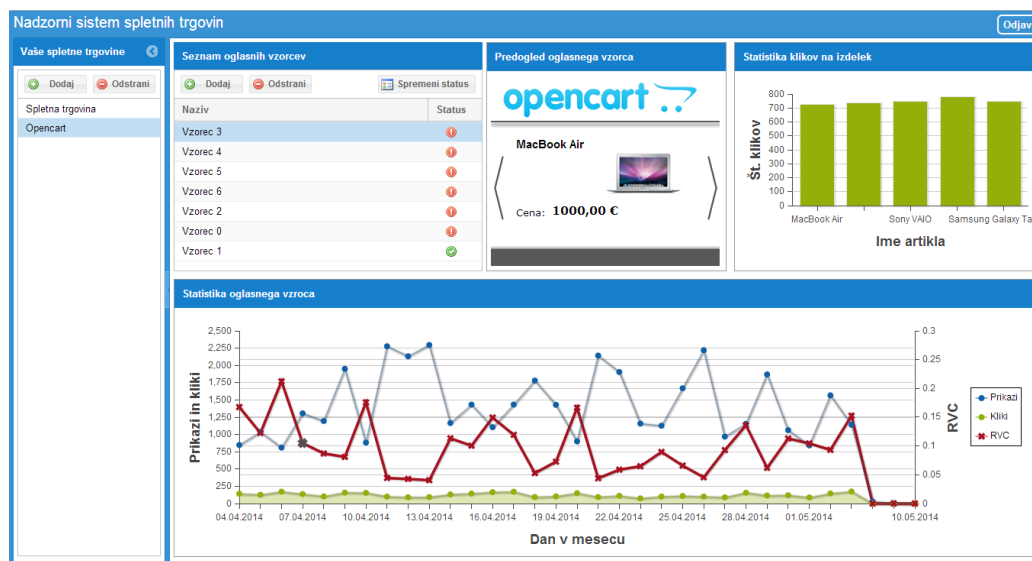 Nadzorni sistem spletnih trgovin
Odjav
Vaše spletne trgovine
Dodaj
Odstrani
Spletna trgovina
Opencart
Seznam oglasnih vzorcev
Dodaj
Odstrani
Spremeni status
Naziv
Status
Vzorec 3
Vzorec 4
Vzorec 5
Vzorec 6
Vzorec 2
Vzorec 0
Vzorec 1
Predogled oglasnega vzorca
opencart
MacBook Air
Cena: 1000,00 €
Statistika klikov na izdelek
800
700
600
500
400
300
200
100
0
Št. klikov
MacBook Air
Sony VAIO
Samsung Galaxy Ta
Ime artikla
Statistika oglasnega vzroca
2,500
2,250
2,000
1,750
1,500
1,250
1,000
750
500
250
0
Prikazi in kliki
0.3
0.25
0.2
0.15
0.1
0.05
0
RVC
04.04.2014
07.04.2014
10.04.2014
13.04.2014
16.04.2014
19.04.2014
22.04.2014
25.04.2014
28.04.2014
01.05.2014
10.05.2014
Dan v mesecu
Prikazi
Kliki
RVC